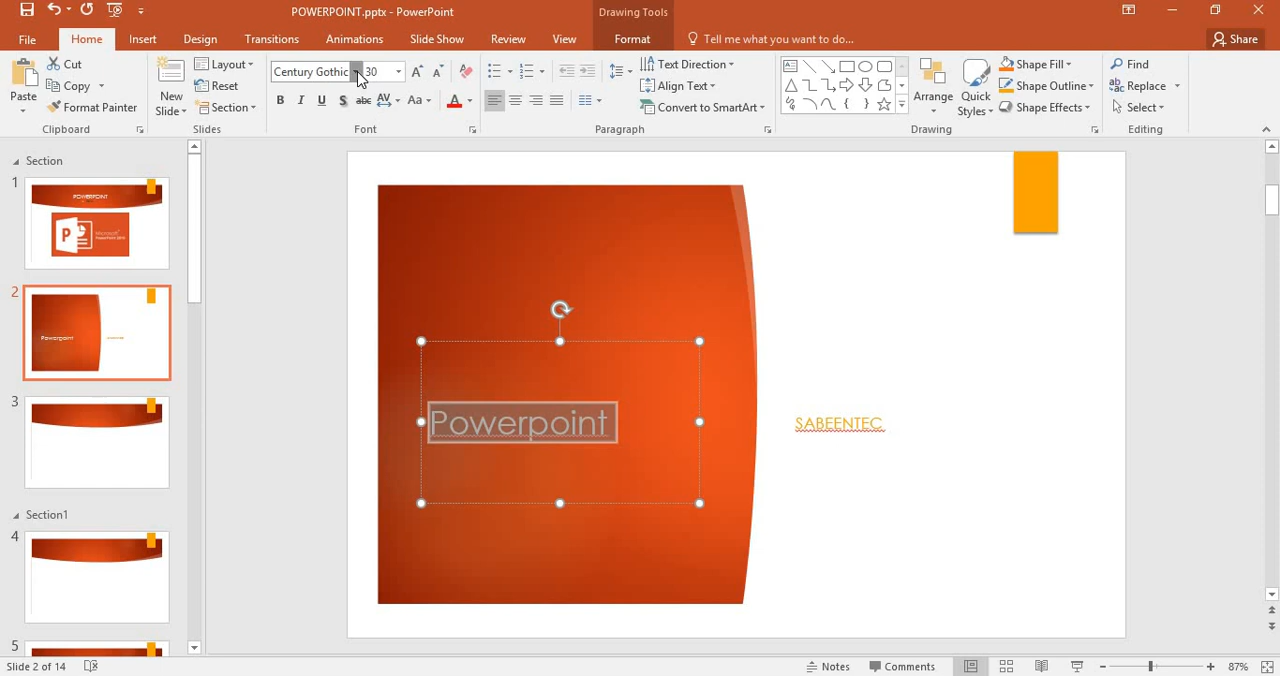 POWERPOINT.pptx - PowerPoint
Drawing Tools
File
Home
Insert
Design
Transitions
Animations
Slide Show
Review
View
Format
Tell me what you want to do...
Share
Paste
Cut
Copy
Format Painter
Clipboard
New
Slide
Layout
Reset
Section
Slides
Century Gothic
30
B
I
U
S
abc
AV
Aa
A
Font
Text Direction
Align Text
Convert to SmartArt
Paragraph
Arrange
Quick
Styles
Shape Fill
Shape Outline
Shape Effects
Drawing
Find
Replace
Select
Editing
Section
1
POWERPOINT
2
Powerpoint
3
Section1
4
5
Powerpoint
SABEENTEC
Slide 2 of 14
Notes
Comments
87%